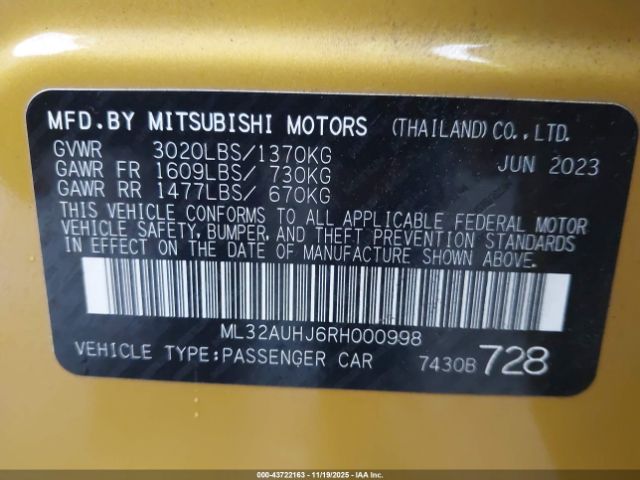 MFD.BY MITSUBISHI MOTORS (THAILAND)CO.,LTD.
GVWR 3020LBS/1370KG JUN 2023
GAWR FR 1609LBS/ 730KG
GAWR RR 1477LBS/ 670KG
THIS VEHICLE CONFORMS TO ALL APPLICABLE FEDERAL MOTOR
VEHICLE SAFETY, BUMPER, AND THEFT PREVENTION STANDARDS
IN EFFECT ON THE DATE OF MANUFACTURE SHOWN ABOVE.
ML32AUHJ6RH000998
VEHICLE TYPE:PASSENGER CAR 7430B 728
000-43722163 - 11/19/2025 - IAA Inc.